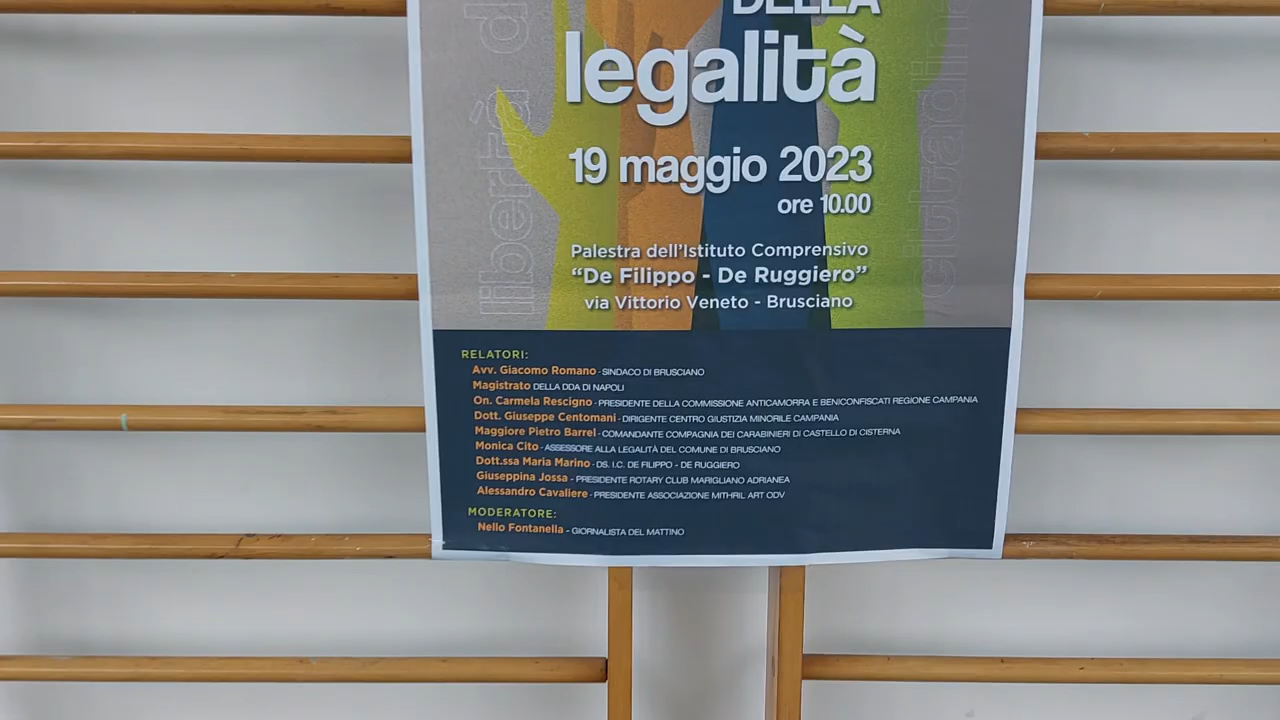 DELLA
legalità
19 maggio 2023
ore 10.00
Palestra dell'Istituto Comprensivo
“De Filippo - De Ruggiero”
via Vittorio Veneto - Brusciano
libertà d
cittadin
RELATORI:
Avv. Giacomo Romano - SINDACO DI BRUSCIANO
Magistrato DELLA DDA DI NAPOLI
On. Carmela Rescigno - PRESIDENTE DELLA COMMISSIONE ANTICAMORRA E BENICONFISCATI REGIONE CAMPANIA
Dott. Giuseppe Centomani - DIRIGENTE CENTRO GIUSTIZIA MINORILE CAMPANIA
Maggiore Pietro Barrel - COMANDANTE COMPAGNIA DEI CARABINIERI DI CASTELLO DI CISTERNA
Monica Cito - ASSESSORE ALLA LEGALITÀ DEL COMUNE DI BRUSCIANO
Dott.ssa Maria Marino - DS. I.C. DE FILIPPO - DE RUGGIERO
Giuseppina Jossa - PRESIDENTE ROTARY CLUB MARIGLIANO ADRIANEA
Alessandro Cavaliere - PRESIDENTE ASSOCIAZIONE MITHRIL ART ODV
MODERATORE:
Nello Fontanella - GIORNALISTA DEL MATTINO